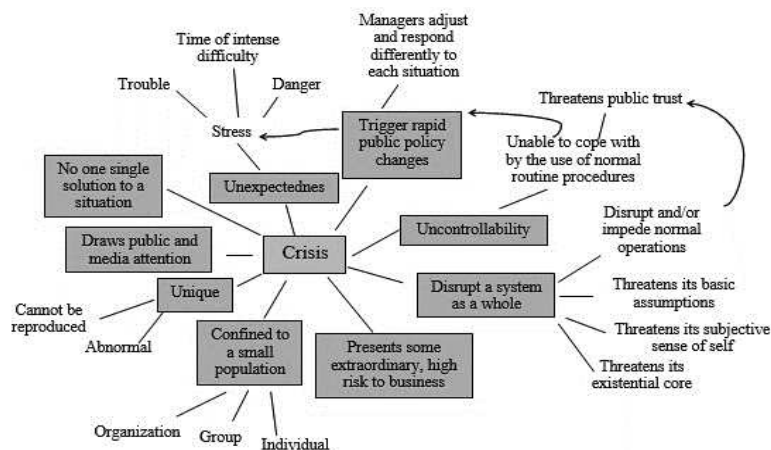 Managers adjust
and respond
differently to
each situation
Time of intense
difficulty
Trouble
Danger
Stress
Threatens public trust
Trigger rapid
public policy
changes
Unable to cope with
by the use of normal
routine procedures
No one single
solution to a
situation
Unexpectednes
Uncontrollability
Disrupt and/or
impede normal
operations
Draws public and
media attention
Crisis
Unique
Disrupt a system
as a whole
Threatens its basic
assumptions
Cannot be
reproduced
Abnormal
Confined to
a small
population
Presents some
extraordinary, high
risk to business
Threatens its subjective
sense of self
Threatens its
existential core
Organization
Group
Individual